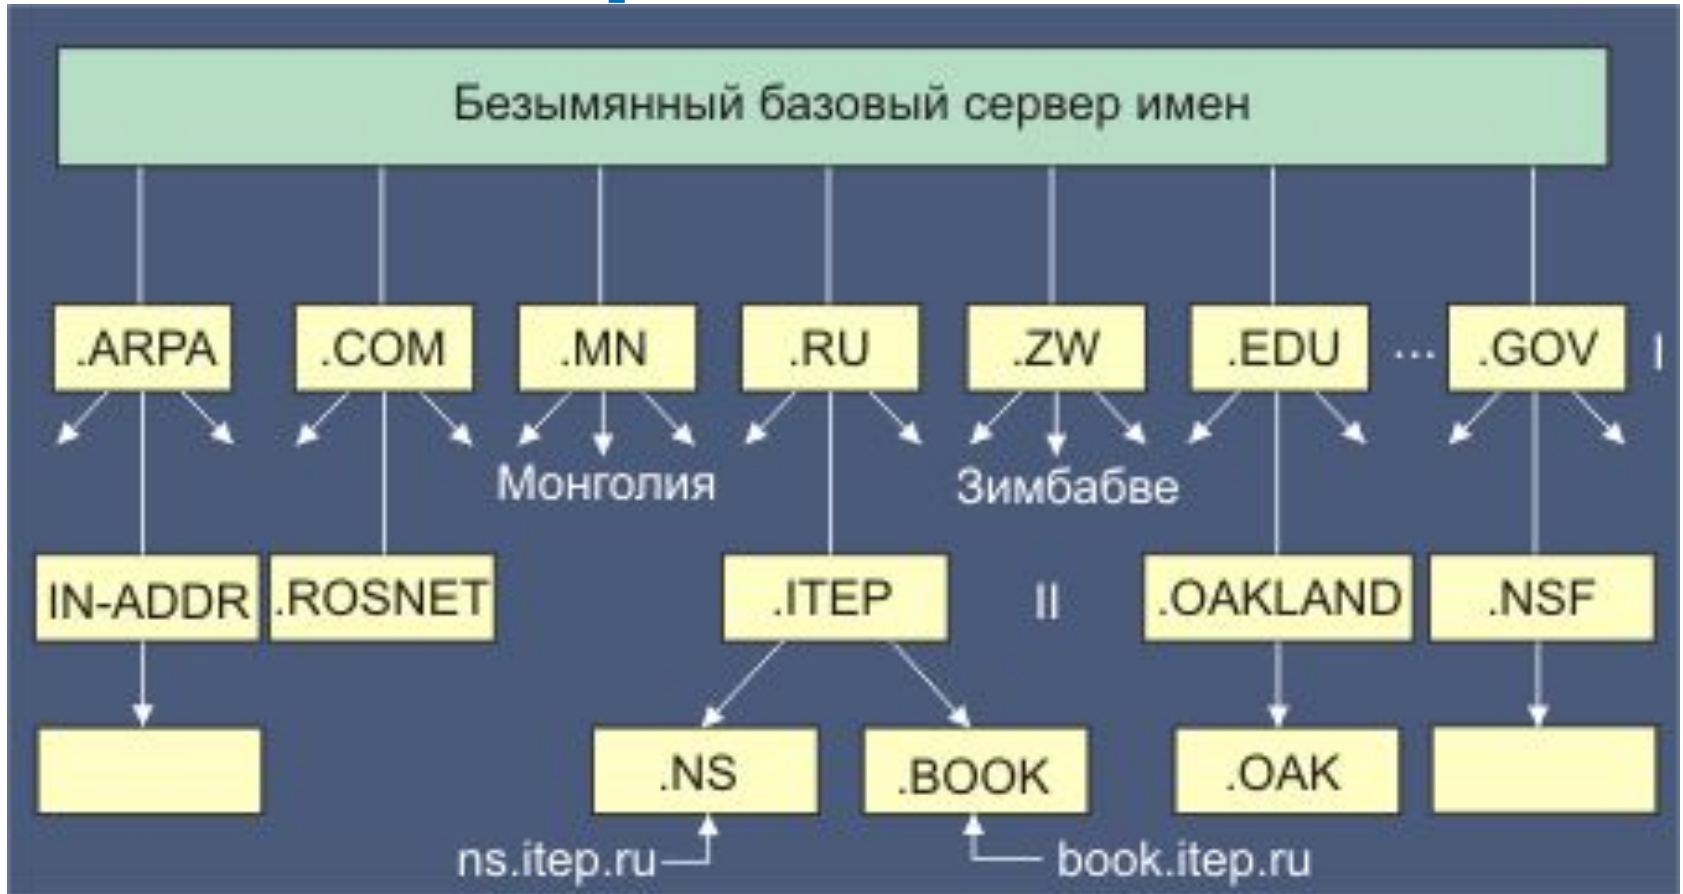 Безымянный базовый сервер имен
.ARPA .COM .MN .RU .ZW .EDU ... .GOV I
Монголия Зимбабве
IN-ADDR .ROSNET .ITEP II .OAKLAND .NSF
.NS .BOOK .OAK
ns.itep.ru book.itep.ru